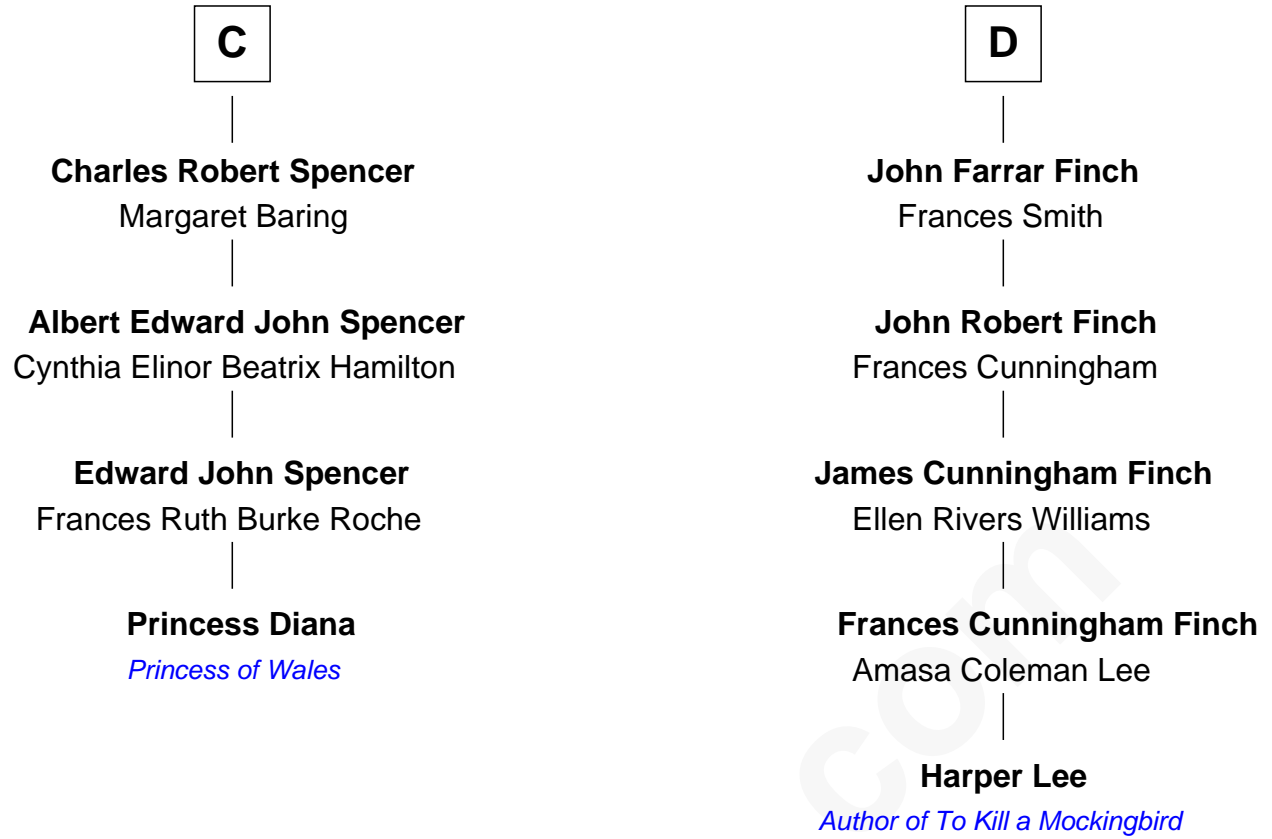 C
Charles Robert Spencer
Margaret Baring
Albert Edward John Spencer
Cynthia Elinor Beatrix Hamilton
Edward John Spencer
Frances Ruth Burke Roche
Princess Diana
Princess of Wales
D
John Farrar Finch
Frances Smith
John Robert Finch
Frances Cunningham
James Cunningham Finch
Ellen Rivers Williams
Frances Cunningham Finch
Amasa Coleman Lee
Harper Lee
Author of To Kill a Mockingbird
com